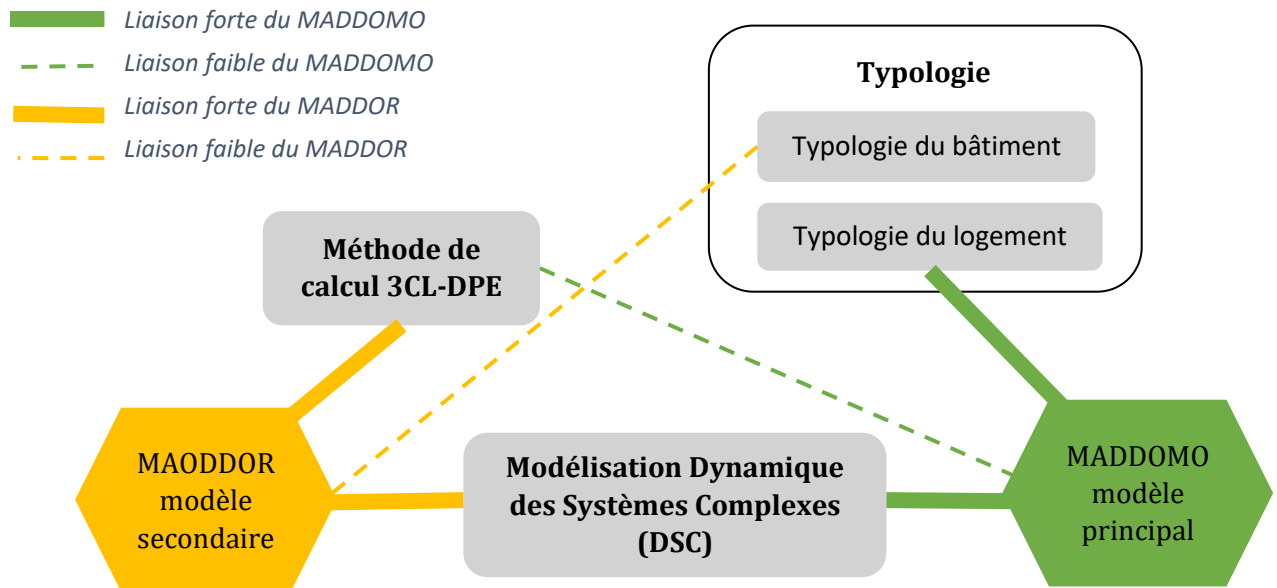 Liaison forte du MADDOMO
Liaison faible du MADDOMO
Liaison forte du MADDOR
Liaison faible du MADDOR
Typologie
Typologie du bâtiment
Typologie du logement
Méthode de
calcul 3CL-DPE
MAODDOR
modèle
secondaire
Modélisation Dynamique
des Systèmes Complexes
(DSC)
MADDOMO
modèle
principal